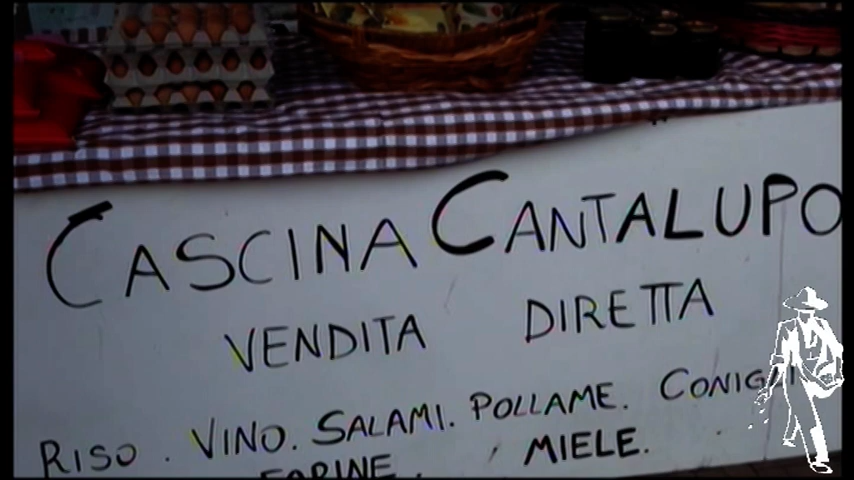 CASCINA CANTALUPO
VENDITA DIRETTA
RISO. VINO. SALAMI. POLLAME. CONIGLI
FARINE. MIELE.